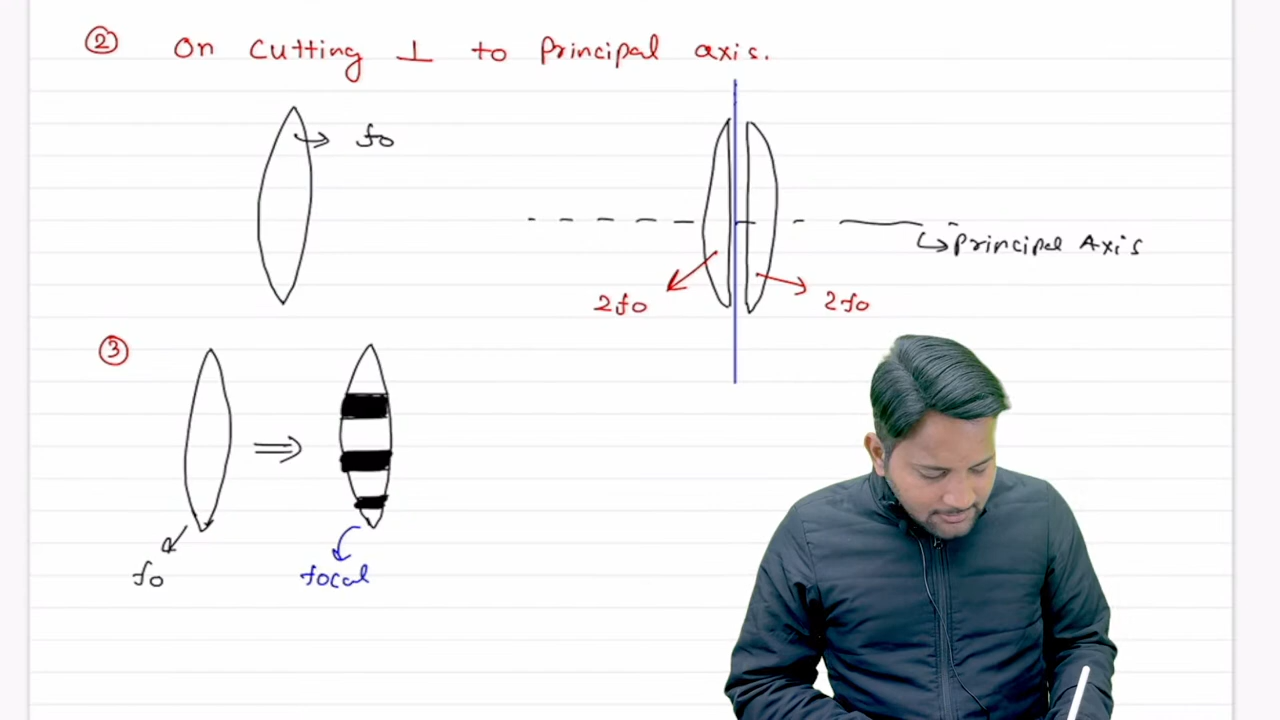 ② On Cutting ⊥ to Principal axis.
fo
Principal Axis
2fo
2fo
③
fo
focal